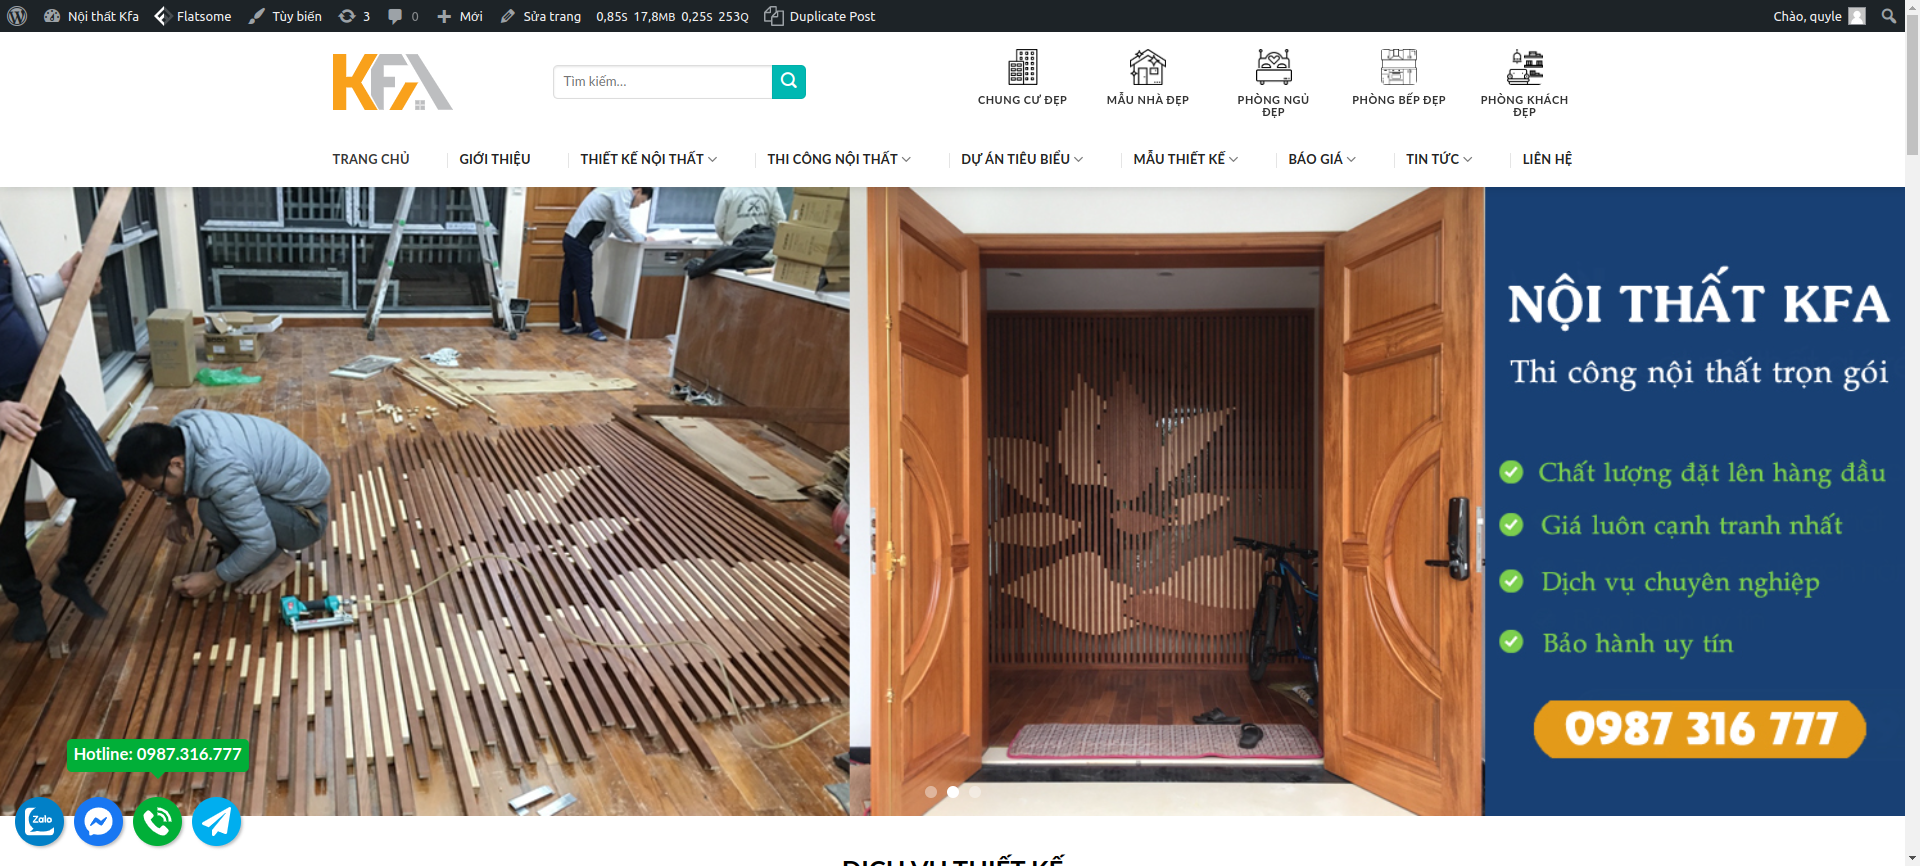 Nội thất Kfa Flatsome Tùy biến 3 0 Mới Sửa trang 0,85S 17,8MB 0,25S 253Q Duplicate Post Chào, quyle
KFA
Tìm kiếm...
CHUNG CƯ ĐẸP
MẪU NHÀ ĐẸP
PHÒNG NGỦ
ĐẸP
PHÒNG BẾP ĐẸP
PHÒNG KHÁCH
ĐẸP
TRANG CHỦ GIỚI THIỆU THIẾT KẾ NỘI THẤT THI CÔNG NỘI THẤT DỰ ÁN TIÊU BIỂU MẪU THIẾT KẾ BÁO GIÁ TIN TỨC LIÊN HỆ
NỘI THẤT KFA
Thi công nội thất trọn gói
Chất lượng đặt lên hàng đầu
Giá luôn cạnh tranh nhất
Dịch vụ chuyên nghiệp
Bảo hành uy tín
0987 316 777
Hotline: 0987.316.777
Zalo
DỊCH VỤ THIẾT KẾ